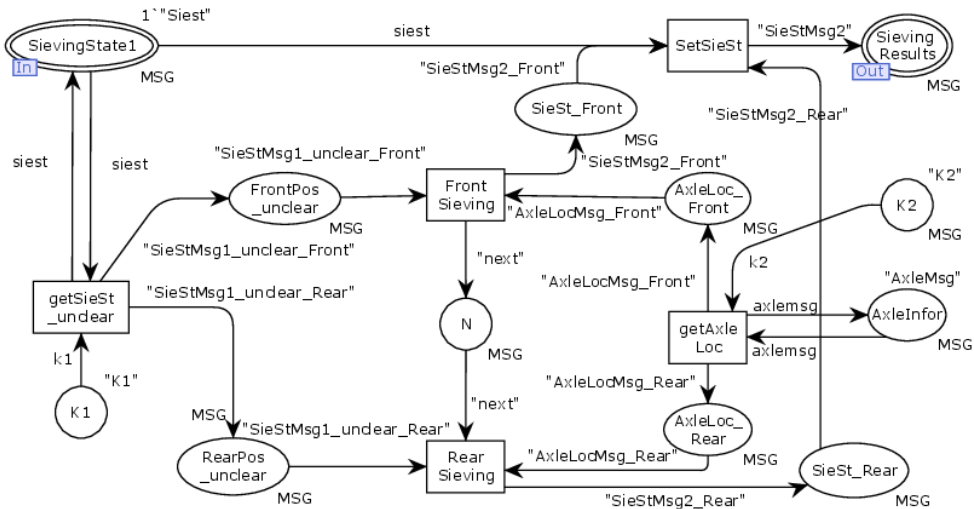 1`"Siest"
SievingState1
In
MSG
siest
"SieStMsg2"
SetSieSt
Sieving
Results
Out
MSG
"SieStMsg2_Front"
SieSt_Front
MSG
"SieStMsg2_Rear"
siest
siest
"SieStMsg1_unclear_Front"
"SieStMsg2_Front"
FrontPos
_unclear
MSG
Front
Sieving
AxleLoc_
Front
MSG
"AxleLocMsg_Front"
"K2"
K2
MSG
"SieStMsg1_unclear_Front"
"next"
k2
"AxleLocMsg_Front"
"AxleMsg"
getSieSt
_unclear
"SieStMsg1_unclear_Rear"
N
MSG
getAxle
Loc
axlemsg
axlemsg
AxleInfor
MSG
k1
"K1"
K1
"AxleLocMsg_Rear"
"next"
MSG
"SieStMsg1_unclear_Rear"
AxleLoc_
Rear
MSG
RearPos
_unclear
MSG
Rear
Sieving
"AxleLocMsg_Rear"
SieSt_Rear
MSG
"SieStMsg2_Rear"